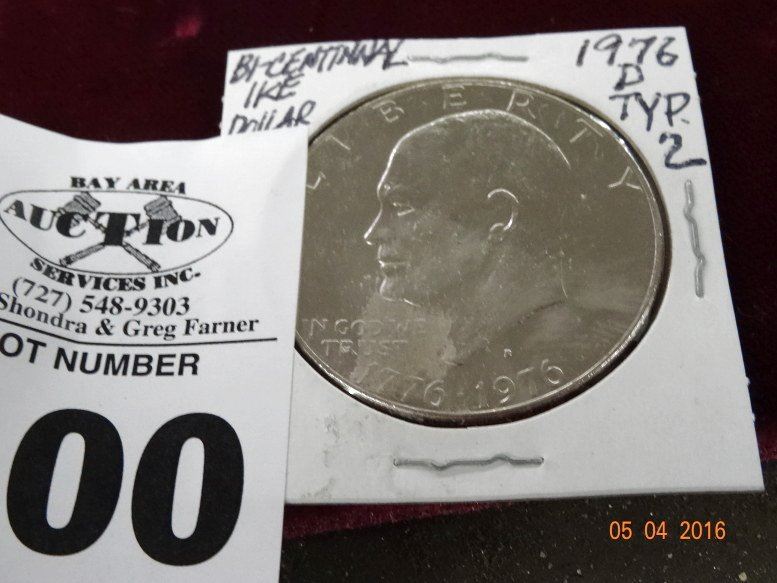 BI-CENTINNAL
IKE
DOLLAR
1976
D
TYP.
2
LIBERTY
IN GOD WE
TRUST
1776·1976
BAY AREA
AUCTION
SERVICES INC.
(727) 548-9303
Shondra & Greg Farner
OT NUMBER
00
05 04 2016